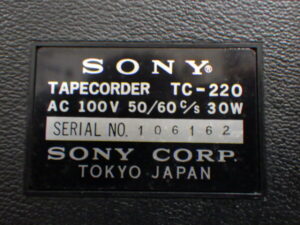 SONY®
TAPECORDER TC-220
AC 100V 50/60 c/s 30W
SERIAL NO. 106162
SONY CORP.
TOKYO JAPAN